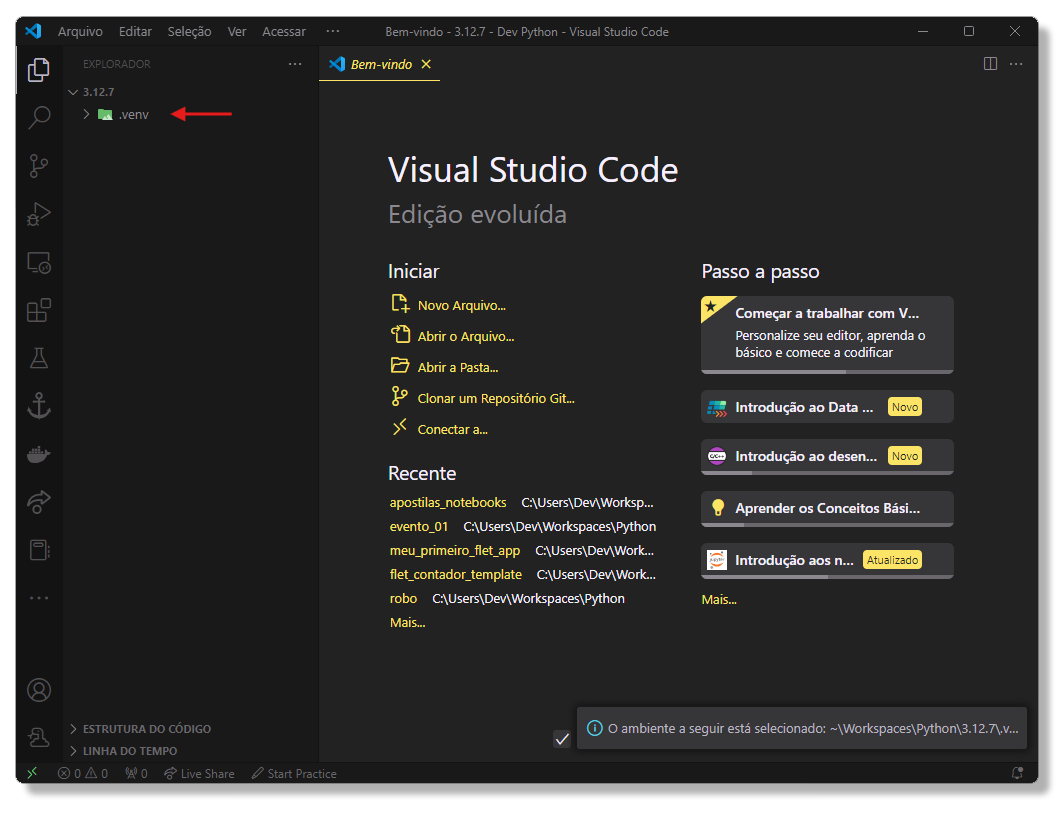 Arquivo Editar Seleção Ver Acessar ··· Bem-vindo - 3.12.7 - Dev Python - Visual Studio Code
EXPLORADOR ···
3.12.7
.venv
Bem-vindo
Visual Studio Code
Edição evoluída
Iniciar
Novo Arquivo...
Abrir o Arquivo...
Abrir a Pasta...
Clonar um Repositório Git...
Conectar a...
Recente
apostilas_notebooks C:\Users\Dev\Worksp...
evento_01 C:\Users\Dev\Workspaces\Python
meu_primeiro_flet_app C:\Users\Dev\Work...
flet_contador_template C:\Users\Dev\Work...
robo C:\Users\Dev\Workspaces\Python
Mais...
Passo a passo
Começar a trabalhar com V...
Personalize seu editor, aprenda o
básico e comece a codificar
Introdução ao Data ... Novo
C/C++ Introdução ao desen... Novo
Aprender os Conceitos Bási...
jupyter Introdução aos n... Atualizado
Mais...
ESTRUTURA DO CÓDIGO
LINHA DO TEMPO
O ambiente a seguir está selecionado: ~\Workspaces\Python\3.12.7\.v...
0 0 0 Live Share Start Practice